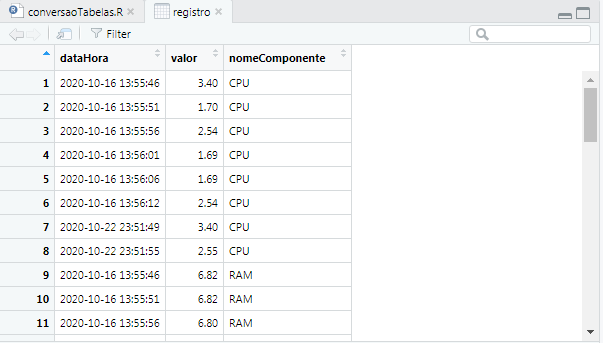 conversaoTabelas.R registro
Filter
dataHora valor nomeComponente
1 2020-10-16 13:55:46 3.40 CPU
2 2020-10-16 13:55:51 1.70 CPU
3 2020-10-16 13:55:56 2.54 CPU
4 2020-10-16 13:56:01 1.69 CPU
5 2020-10-16 13:56:06 1.69 CPU
6 2020-10-16 13:56:12 2.54 CPU
7 2020-10-22 23:51:49 3.40 CPU
8 2020-10-22 23:51:55 2.55 CPU
9 2020-10-16 13:55:46 6.82 RAM
10 2020-10-16 13:55:51 6.82 RAM
11 2020-10-16 13:55:56 6.80 RAM